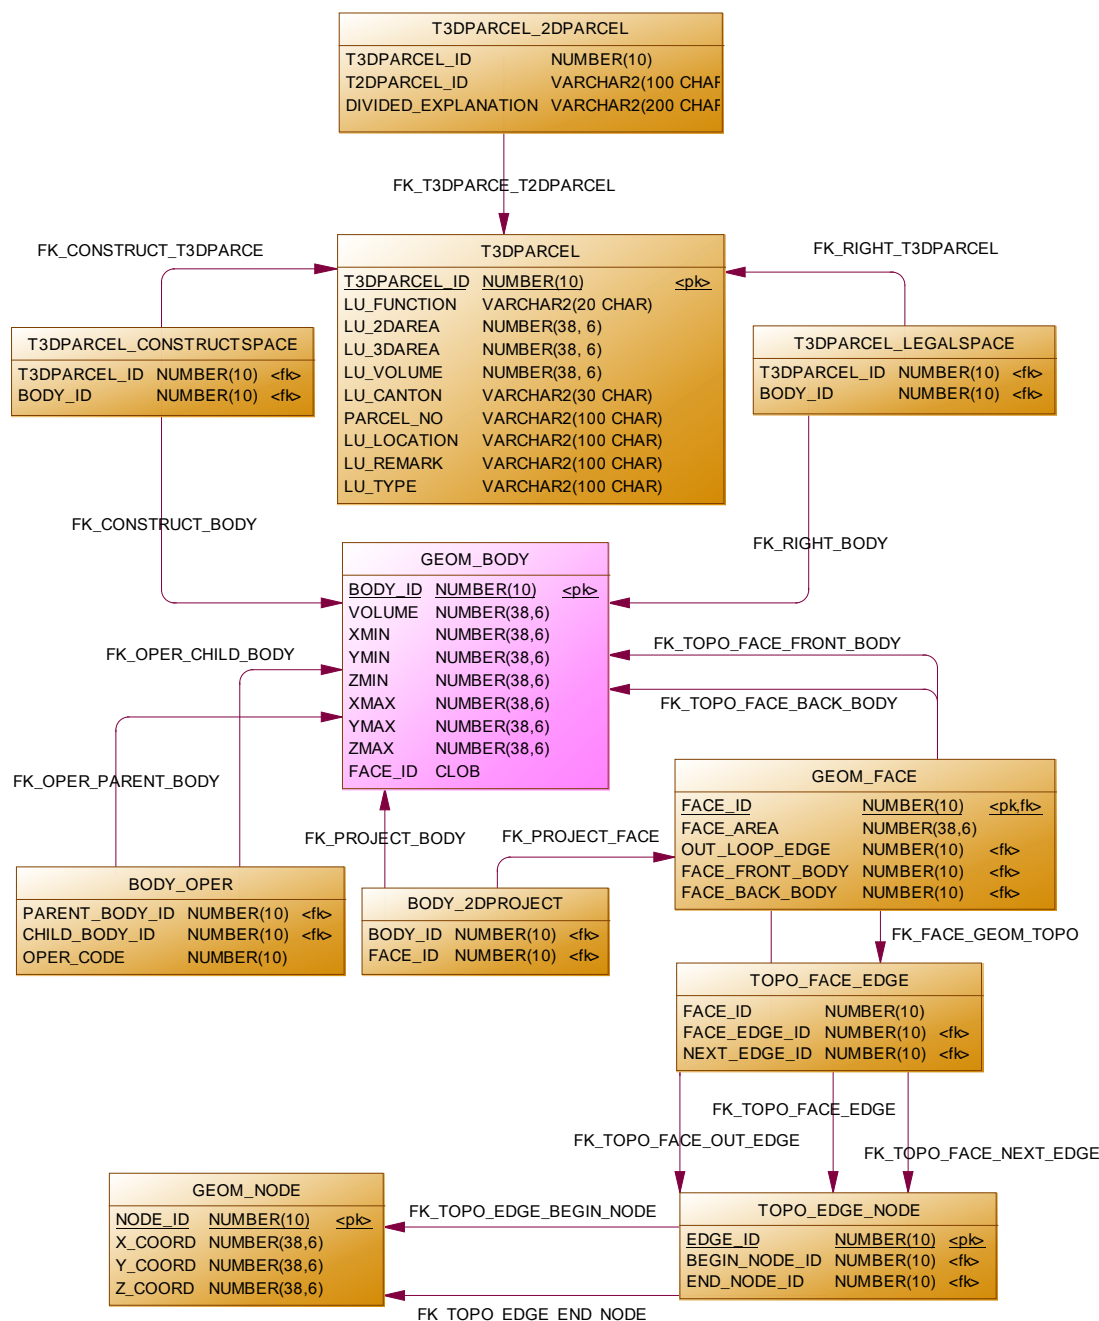 T3DPARCEL_2DPARCEL
T3DPARCEL_ID NUMBER(10)
T2DPARCEL_ID VARCHAR2(100 CHAR
DIVIDED_EXPLANATION VARCHAR2(200 CHAR
FK_T3DPARCE_T2DPARCEL
FK_CONSTRUCT_T3DPARCE
FK_RIGHT_T3DPARCEL
T3DPARCEL
T3DPARCEL_ID NUMBER(10) <pk>
LU_FUNCTION VARCHAR2(20 CHAR)
LU_2DAREA NUMBER(38, 6)
LU_3DAREA NUMBER(38, 6)
LU_VOLUME NUMBER(38, 6)
LU_CANTON VARCHAR2(30 CHAR)
PARCEL_NO VARCHAR2(100 CHAR)
LU_LOCATION VARCHAR2(100 CHAR)
LU_REMARK VARCHAR2(100 CHAR)
LU_TYPE VARCHAR2(100 CHAR)
T3DPARCEL_CONSTRUCTSPACE
T3DPARCEL_ID NUMBER(10) <fk>
BODY_ID NUMBER(10) <fk>
T3DPARCEL_LEGALSPACE
T3DPARCEL_ID NUMBER(10) <fk>
BODY_ID NUMBER(10) <fk>
FK_CONSTRUCT_BODY
FK_RIGHT_BODY
GEOM_BODY
BODY_ID NUMBER(10) <pk>
VOLUME NUMBER(38,6)
XMIN NUMBER(38,6)
YMIN NUMBER(38,6)
ZMIN NUMBER(38,6)
XMAX NUMBER(38,6)
YMAX NUMBER(38,6)
ZMAX NUMBER(38,6)
FACE_ID CLOB
FK_OPER_CHILD_BODY
FK_TOPO_FACE_FRONT_BODY
FK_TOPO_FACE_BACK_BODY
FK_OPER_PARENT_BODY
FK_PROJECT_BODY
FK_PROJECT_FACE
GEOM_FACE
FACE_ID NUMBER(10) <pk,fk>
FACE_AREA NUMBER(38,6)
OUT_LOOP_EDGE NUMBER(10) <fk>
FACE_FRONT_BODY NUMBER(10) <fk>
FACE_BACK_BODY NUMBER(10) <fk>
BODY_OPER
PARENT_BODY_ID NUMBER(10) <fk>
CHILD_BODY_ID NUMBER(10) <fk>
OPER_CODE NUMBER(10)
BODY_2DPROJECT
BODY_ID NUMBER(10) <fk>
FACE_ID NUMBER(10) <fk>
FK_FACE_GEOM_TOPO
TOPO_FACE_EDGE
FACE_ID NUMBER(10)
FACE_EDGE_ID NUMBER(10) <fk>
NEXT_EDGE_ID NUMBER(10) <fk>
FK_TOPO_FACE_EDGE
FK_TOPO_FACE_OUT_EDGE
FK_TOPO_FACE_NEXT_EDGE
GEOM_NODE
NODE_ID NUMBER(10) <pk>
X_COORD NUMBER(38,6)
Y_COORD NUMBER(38,6)
Z_COORD NUMBER(38,6)
FK_TOPO_EDGE_BEGIN_NODE
TOPO_EDGE_NODE
EDGE_ID NUMBER(10) <pk>
BEGIN_NODE_ID NUMBER(10) <fk>
END_NODE_ID NUMBER(10) <fk>
FK_TOPO_EDGE_END_NODE